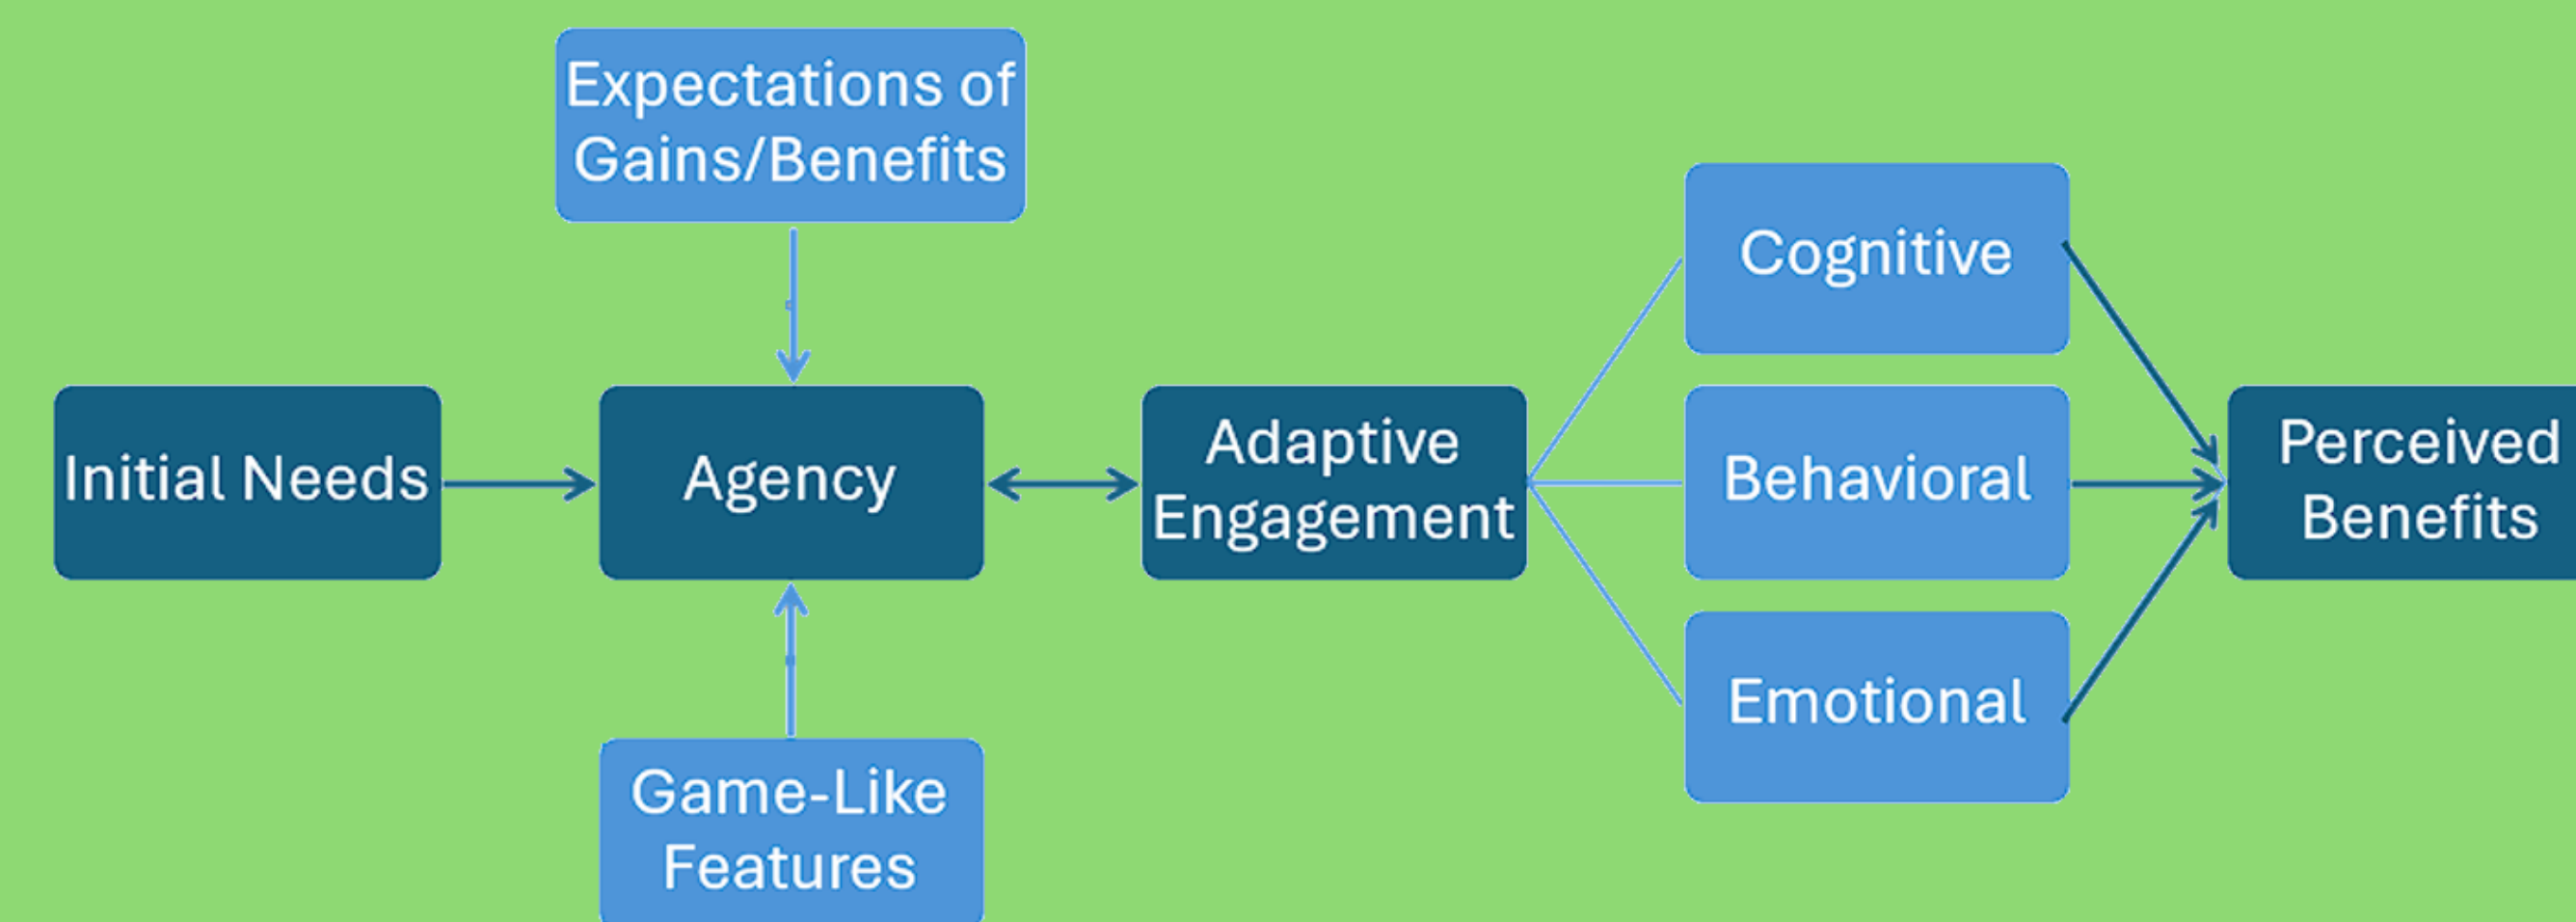 Expectations of
Gains/Benefits
Initial Needs
Agency
Adaptive
Engagement
Game-Like
Features
Cognitive
Behavioral
Emotional
Perceived
Benefits